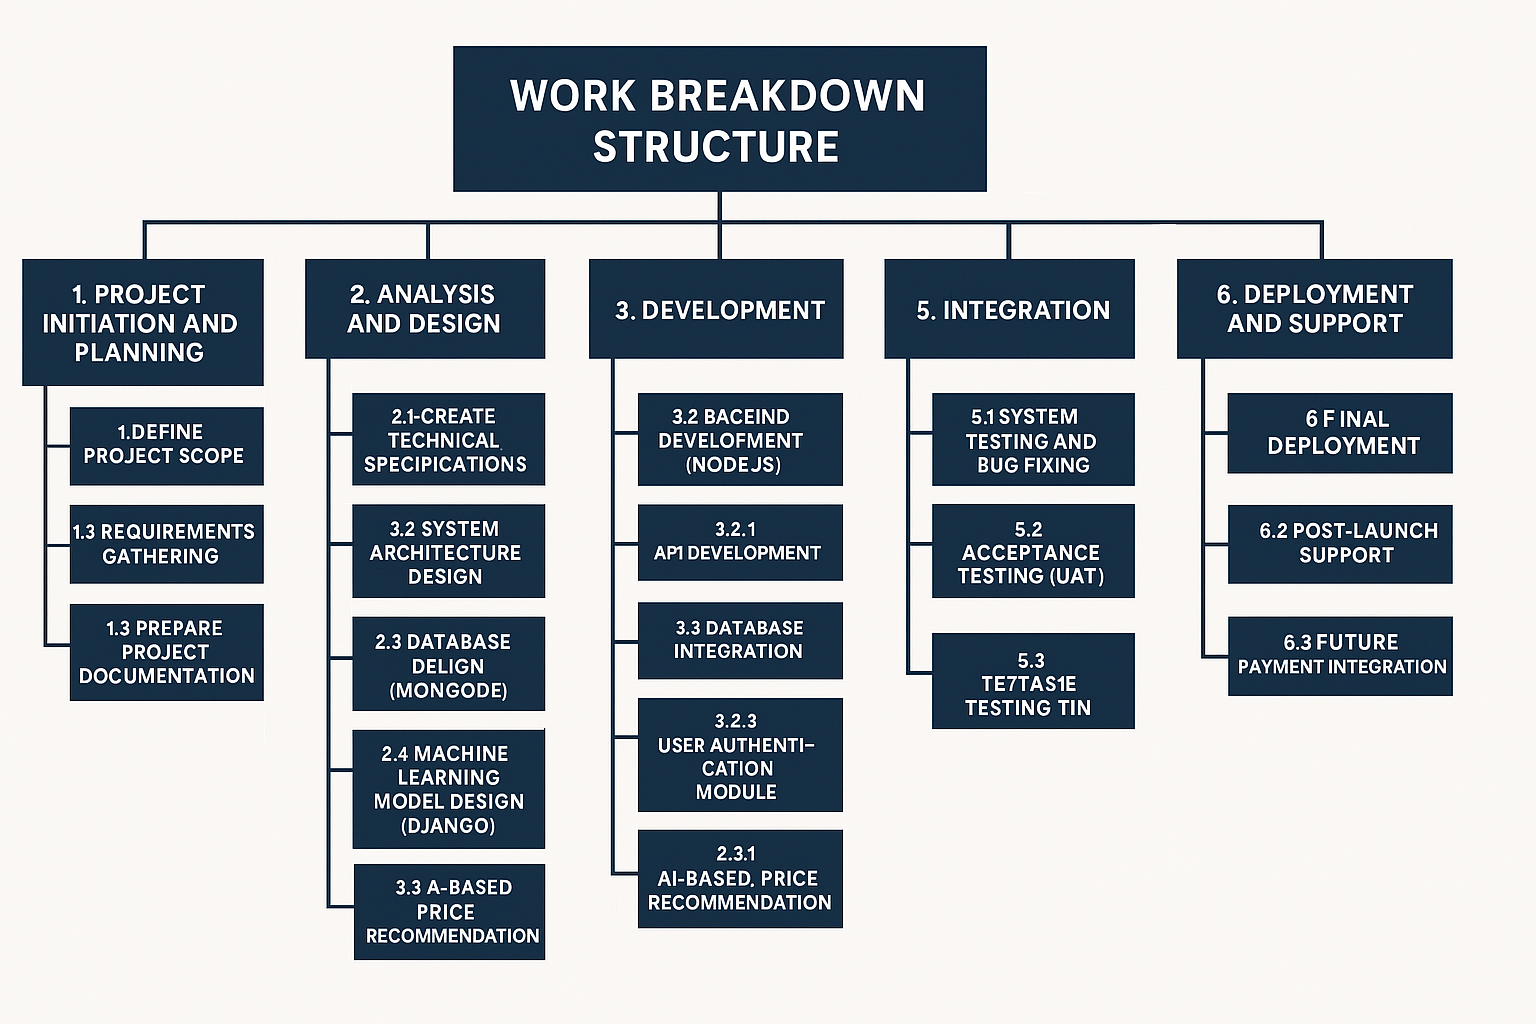 WORK BREAKDOWN
STRUCTURE
1. PROJECT
INITIATION AND
PLANNING
1.DEFINE
PROJECT SCOPE
1.3 REQUIREMENTS
GATHERING
1.3 PREPARE
PROJECT
DOCUMENTATION
2. ANALYSIS
AND DESIGN
2.1-CREATE
TECHNICAL
SPECIPICATIONS
3.2 SYSTEM
ARCHITECTURE
DESIGN
2.3 DATABASE
DELIGN
(MONGODE)
2.4 MACHINE
LEARNING
MODEL DESIGN
(DJANGO)
3.3 A-BASED
PRICE
RECOMMENDATION
3. DEVELOPMENT
3.2 BACEIND
DEVELOFMENT
(NODEJS)
3.2.1
AP1 DEVELOPMENT
3.3 DATABASE
INTEGRATION
3.2.3
USER AUTHENTI–
CATION
MODULE
2.3.1
AI-BASED, PRICE
RECOMMENDATION
5. INTEGRATION
5.1 SYSTEM
TESTING AND
BUG FIXING
5.2
ACCEPTANCE
TESTING (UAT)
5.3
TE7TAS1E
TESTING TIN
6. DEPLOYMENT
AND SUPPORT
6 F INAL
DEPLOYMENT
6.2 POST-LAUNCH
SUPPORT
6.3 FUTURE
PAYMENT INTEGRATION